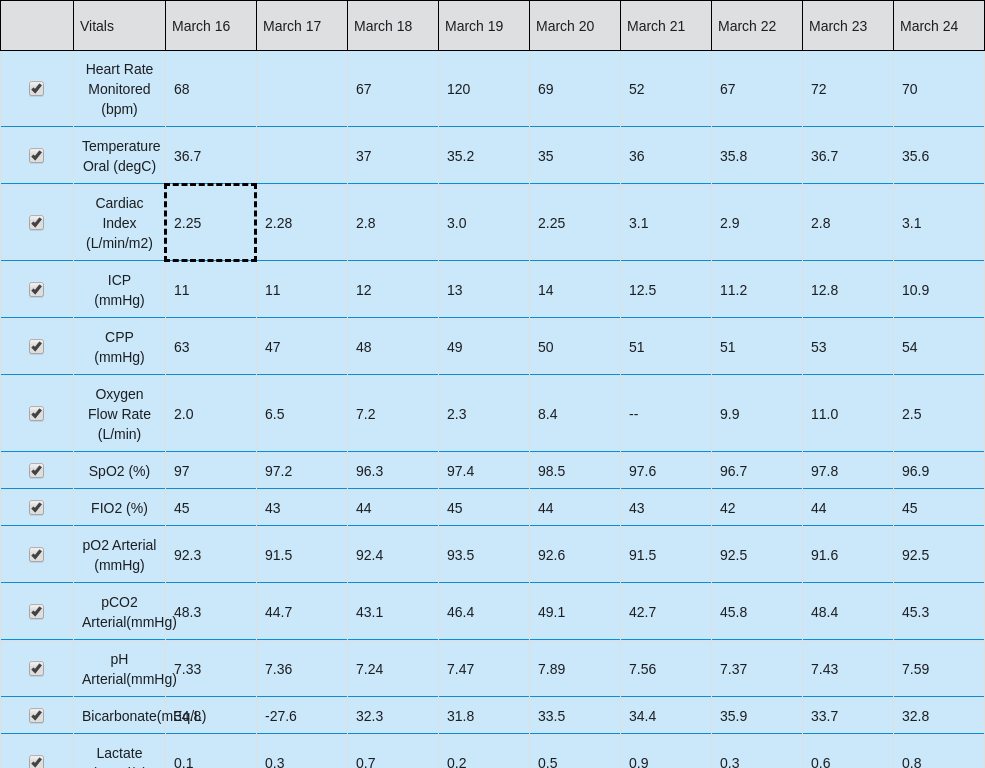 Vitals March 16 March 17 March 18 March 19 March 20 March 21 March 22 March 23 March 24
Heart Rate
Monitored 68 67 120 69 52 67 72 70
(bpm)
Temperature
36.7 37 35.2 35 36 35.8 36.7 35.6
Oral (degC)
Cardiac
Index 2.25 2.28 2.8 3.0 2.25 3.1 2.9 2.8 3.1
(L/min/m2)
ICP
11 11 12 13 14 12.5 11.2 12.8 10.9
(mmHg)
CPP
63 47 48 49 50 51 51 53 54
(mmHg)
Oxygen
Flow Rate 2.0 6.5 7.2 2.3 8.4 -- 9.9 11.0 2.5
(L/min)
SpO2 (%) 97 97.2 96.3 97.4 98.5 97.6 96.7 97.8 96.9
FIO2 (%) 45 43 44 45 44 43 42 44 45
pO2 Arterial
92.3 91.5 92.4 93.5 92.6 91.5 92.5 91.6 92.5
(mmHg)
pCO2
48.3 44.7 43.1 46.4 49.1 42.7 45.8 48.4 45.3
Arterial(mmHg)
pH
7.33 7.36 7.24 7.47 7.89 7.56 7.37 7.43 7.59
Arterial(mmHg)
Bicarbonate(mEq/L) -27.6 32.3 31.8 33.5 34.4 35.9 33.7 32.8
Lactate
0.1 0.3 0.7 0.2 0.5 0.9 0.3 0.6 0.8